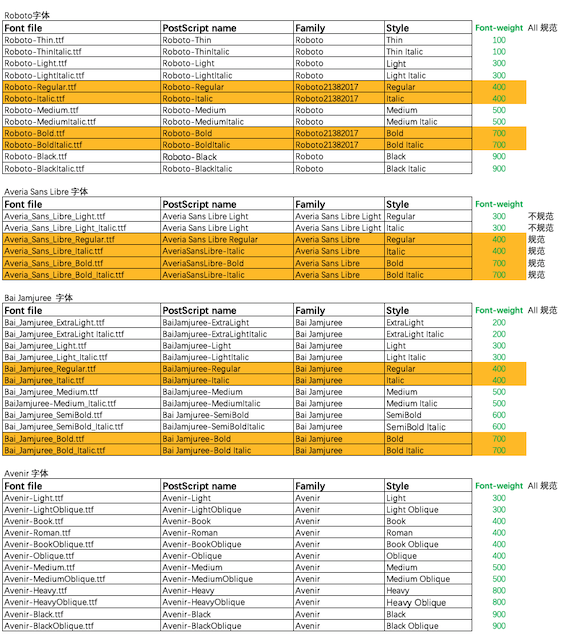 Roboto字体
Font file PostScript name Family Style Font-weight All 规范
Roboto-Thin.ttf Roboto-Thin Roboto Thin 100
Roboto-ThinItalic.ttf Roboto-ThinItalic Roboto Thin Italic 100
Roboto-Light.ttf Roboto-Light Roboto Light 300
Roboto-LightItalic.ttf Roboto-LightItalic Roboto Light Italic 300
Roboto-Regular.ttf Roboto-Regular Roboto21382017 Regular 400
Roboto-Italic.ttf Roboto-Italic Roboto21382017 Italic 400
Roboto-Medium.ttf Roboto-Medium Roboto Medium 500
Roboto-MediumItalic.ttf Roboto-MediumItalic Roboto Medium Italic 500
Roboto-Bold.ttf Roboto-Bold Roboto21382017 Bold 700
Roboto-BoldItalic.ttf Roboto-BoldItalic Roboto21382017 Bold Italic 700
Roboto-Black.ttf Roboto-Black Roboto Black 900
Roboto-BlackItalic.ttf Roboto-BlackItalic Roboto Black Italic 900
Averia Sans Libre 字体
Font file PostScript name Family Style Font-weight
Averia_Sans_Libre_Light.ttf Averia Sans Libre Light Averia Sans Libre Light Regular 300 不规范
Averia_Sans_Libre_Light_Italic.ttf Averia Sans Libre Light Averia Sans Libre Light Italic 300 不规范
Averia_Sans_Libre_Regular.ttf Averia Sans Libre Regular Averia Sans Libre Regular 400 规范
Averia_Sans_Libre_Italic.ttf AveriaSansLibre-Italic Averia Sans Libre Italic 400 规范
Averia_Sans_Libre_Bold.ttf AveriaSansLibre-Bold Averia Sans Libre Bold 700 规范
Averia_Sans_Libre_Bold_Italic.ttf AveriaSansLibre-BoldItalic Averia Sans Libre Bold Italic 700 规范
Bai Jamjuree 字体
Font file PostScript name Family Style Font-weight All 规范
Bai_Jamjuree_ExtraLight.ttf BaiJamjuree-ExtraLight Bai Jamjuree ExtraLight 200
Bai_Jamjuree_ExtraLight Italic.ttf BaiJamjuree-ExtraLightItalic Bai Jamjuree ExtraLight Italic 200
Bai_Jamjuree_Light.ttf BaiJamjuree-Light Bai Jamjuree Light 300
Bai_Jamjuree_Light_Italic.ttf BaiJamjuree-LightItalic Bai Jamjuree Light Italic 300
Bai_Jamjuree_Regular.ttf BaiJamjuree-Regular Bai Jamjuree Regular 400
Bai_Jamjuree_Italic.ttf BaiJamjuree-Italic Bai Jamjuree Italic 400
Bai_Jamjuree_Medium.ttf BaiJamjuree-Medium Bai Jamjuree Medium 500
BaiJamjuree-Medium_Italic.ttf BaiJamjuree-MediumItalic Bai Jamjuree Medium Italic 500
Bai_Jamjuree_SemiBold.ttf Bai Jamjuree-SemiBold Bai Jamjuree SemiBold 600
Bai_Jamjuree_SemiBold_Italic.ttf BaiJamjuree-SemiBoldItalic Bai Jamjuree SemiBold Italic 600
Bai_Jamjuree_Bold.ttf Bai Jamjuree-Bold Bai Jamjuree Bold 700
Bai_Jamjuree_Bold_Italic.ttf BaiJamjuree-Bold Italic Bai Jamjuree Bold Italic 700
Avenir 字体
Font file PostScript name Family Style Font-weight All 规范
Avenir-Light.ttf Avenir-Light Avenir Light 300
Avenir-LightOblique.ttf Avenir-LightOblique Avenir Light Oblique 300
Avenir-Book.ttf Avenir-Book Avenir Book 400
Avenir-Roman.ttf Avenir-Roman Avenir Roman 400
Avenir-BookOblique.ttf Avenir-BookOblique Avenir Book Oblique 400
Avenir-Oblique.ttf Avenir-Oblique Avenir Oblique 400
Avenir-Medium.ttf Avenir-Medium Avenir Medium 500
Avenir-MediumOblique.ttf Avenir-MediumOblique Avenir Medium Oblique 500
Avenir-Heavy.ttf Avenir-Heavy Avenir Heavy 800
Avenir-HeavyOblique.ttf Avenir-HeavyOblique Avenir Heavy Oblique 800
Avenir-Black.ttf Avenir-Black Avenir Black 900
Avenir-BlackOblique.ttf Avenir-BlackOblique Avenir Black Oblique 900